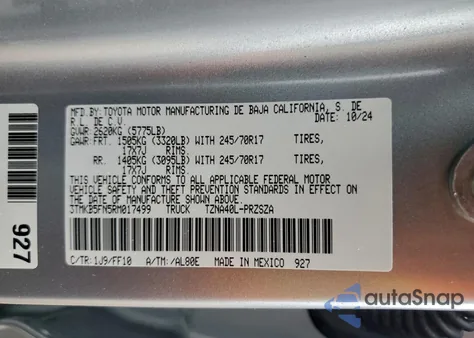 MFD.BY: TOYOTA MOTOR MANUFACTURING DE BAJA CALIFORNIA, S. DE
R.L. DE C.V. DATE: 10/24
GVWR 2620KG (5775LB)
GAWR:FRT. 1505KG (3320LB) WITH 245/70R17 TIRES,
17X7J RIMS
RR. 1405KG (3095LB) WITH 245/70R17 TIRES,
17X7J RIMS
THIS VEHICLE CONFORMS TO ALL APPLICABLE FEDERAL MOTOR
VEHICLE SAFETY AND THEFT PREVENTION STANDARDS IN EFFECT ON
THE DATE OF MANUFACTURE SHOWN ABOVE.
3TMKB5FN5RM017499 TRUCK TZNA40L-PRZSZA
C/TR:1J9/FF10 A/TM:/AL80E MADE IN MEXICO 927
927
autoSnap